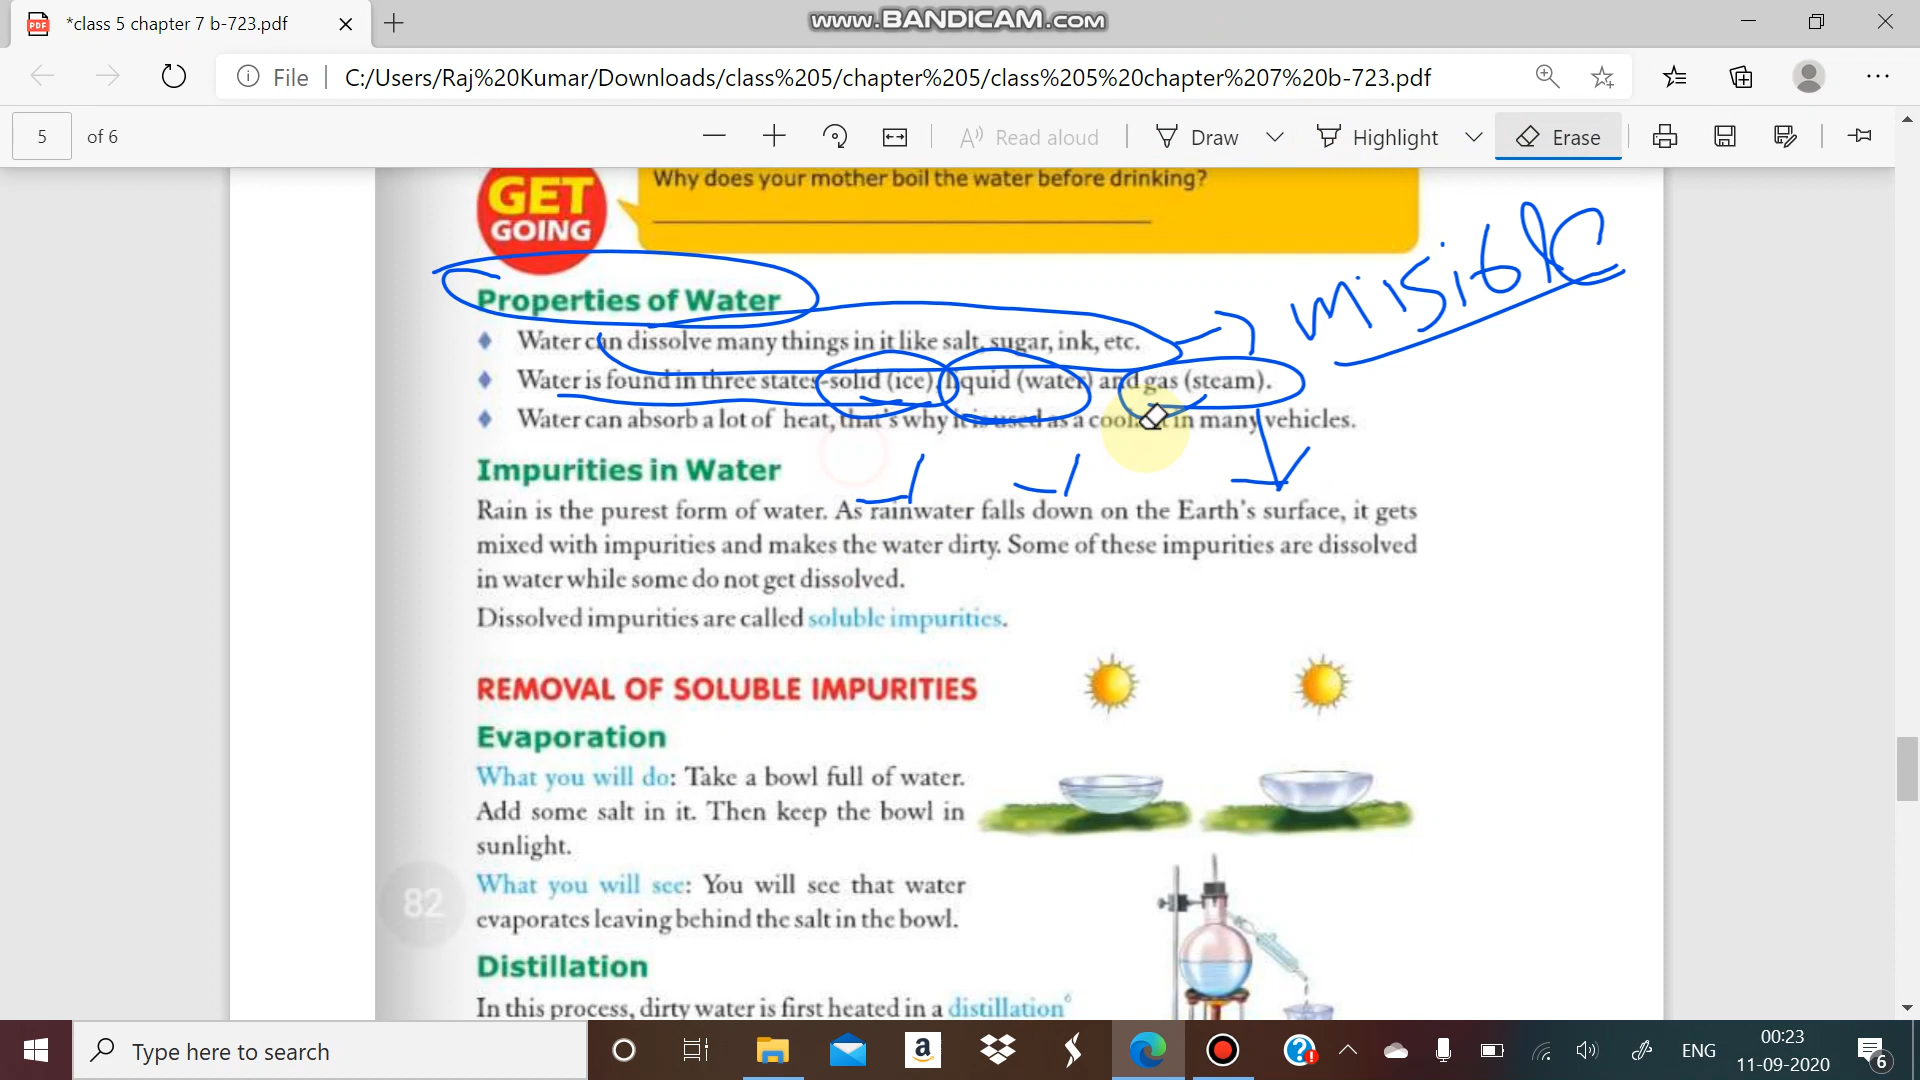 *class 5 chapter 7 b-723.pdf
www.BANDICAM.com
File
C:/Users/Raj%20Kumar/Downloads/class%205/chapter%205/class%205%20chapter%207%20b-723.pdf
5 of 6
Read aloud
Draw
Highlight
Erase
GET GOING
Why does your mother boil the water before drinking?
misible
Properties of Water
Water can dissolve many things in it like salt, sugar, ink, etc.
Water is found in three states-solid (ice), liquid (water) and gas (steam).
Water can absorb a lot of heat, that's why it is used as a coolant in many vehicles.
Impurities in Water
Rain is the purest form of water. As rainwater falls down on the Earth's surface, it gets
mixed with impurities and makes the water dirty. Some of these impurities are dissolved
in water while some do not get dissolved.
Dissolved impurities are called soluble impurities.
REMOVAL OF SOLUBLE IMPURITIES
Evaporation
What you will do: Take a bowl full of water.
Add some salt in it. Then keep the bowl in
sunlight.
What you will see: You will see that water
evaporates leaving behind the salt in the bowl.
82
Distillation
In this process, dirty water is first heated in a distillation
Type here to search
ENG
00:23
11-09-2020
6